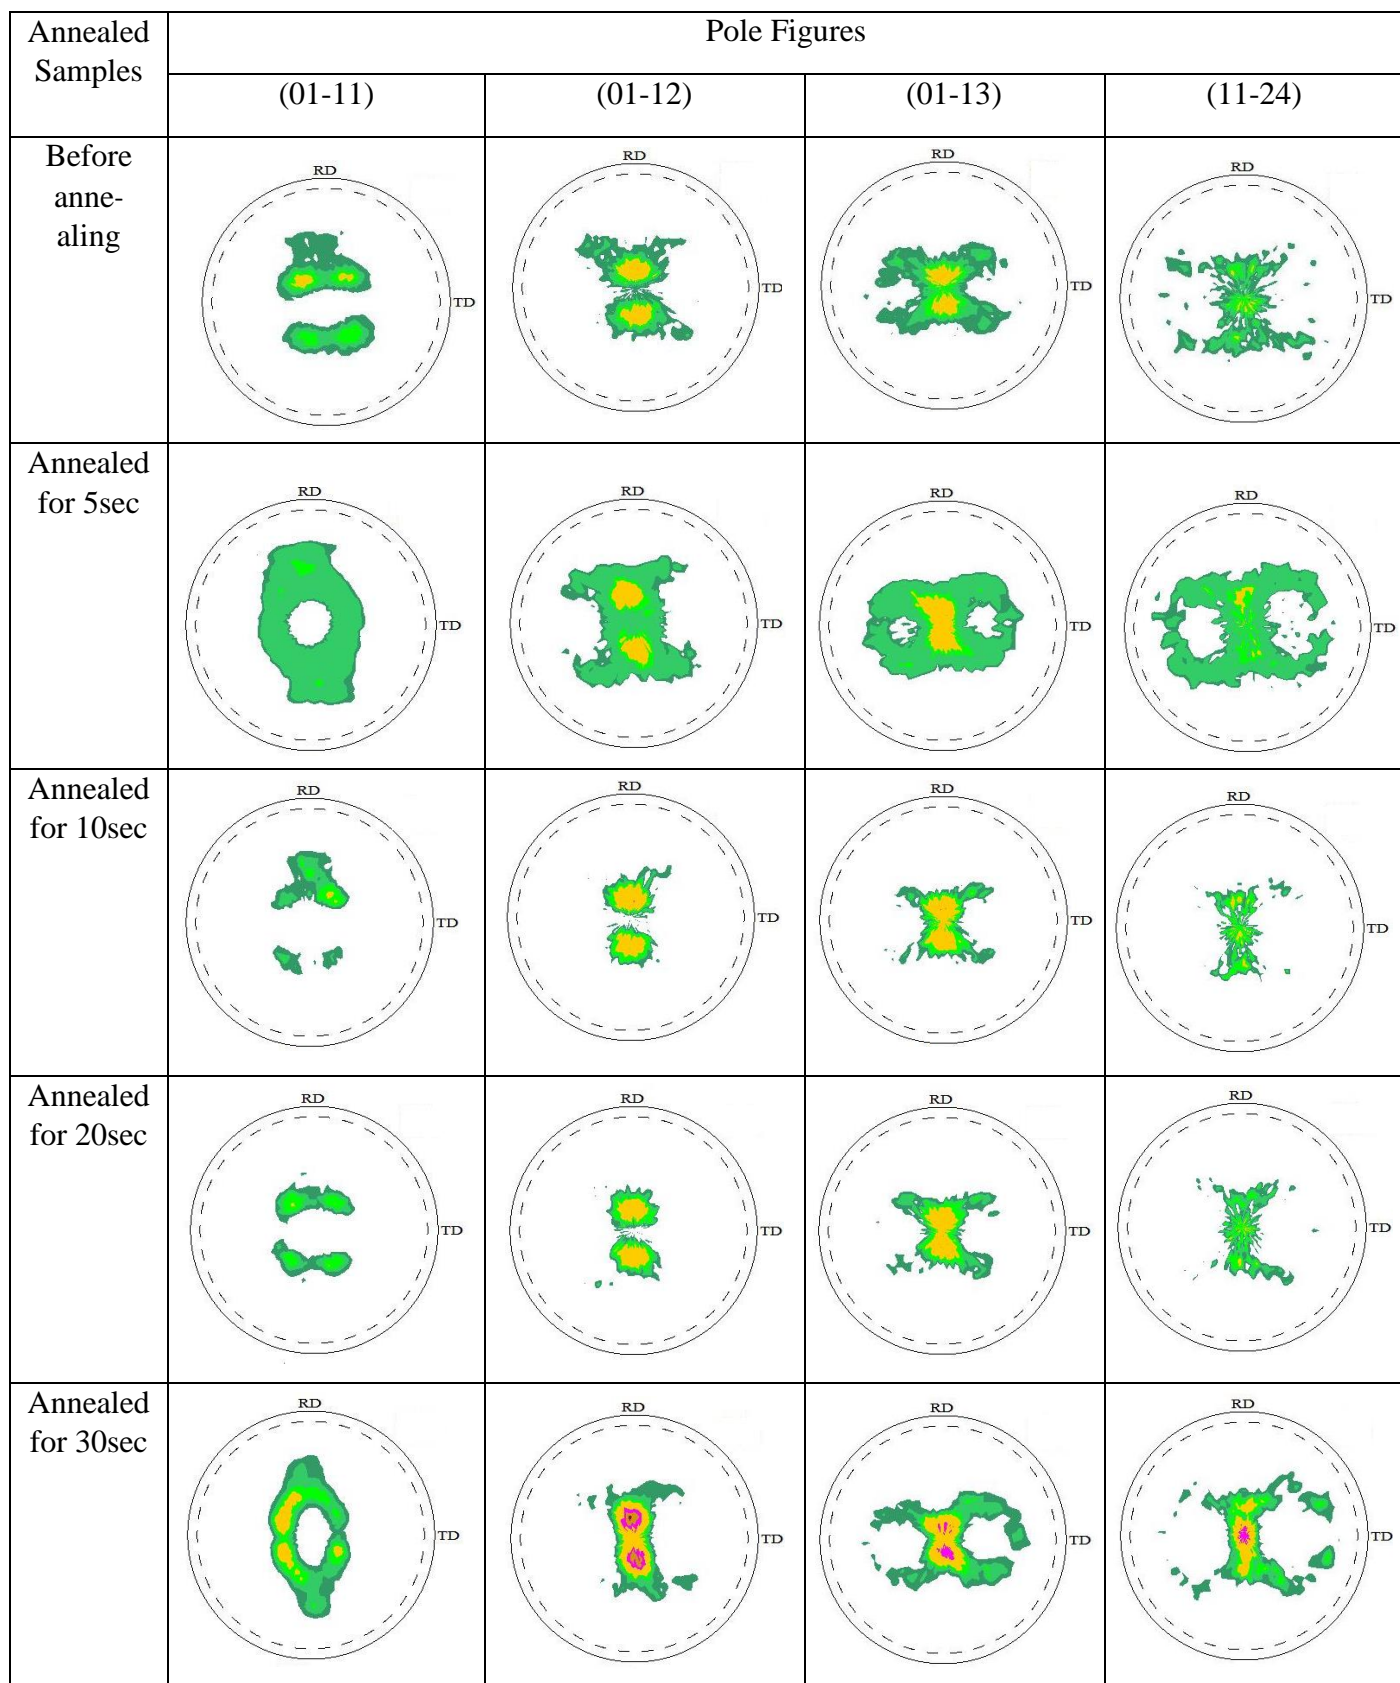 Annealed
Samples
Pole Figures
(01-11)
(01-12)
(01-13)
(11-24)
Before
anne-
aling
RD
TD
RD
TD
RD
TD
RD
TD
Annealed
for 5sec
RD
TD
RD
TD
RD
TD
RD
TD
Annealed
for 10sec
RD
TD
RD
TD
RD
TD
RD
TD
Annealed
for 20sec
RD
TD
RD
TD
RD
TD
RD
TD
Annealed
for 30sec
RD
TD
RD
TD
RD
TD
RD
TD